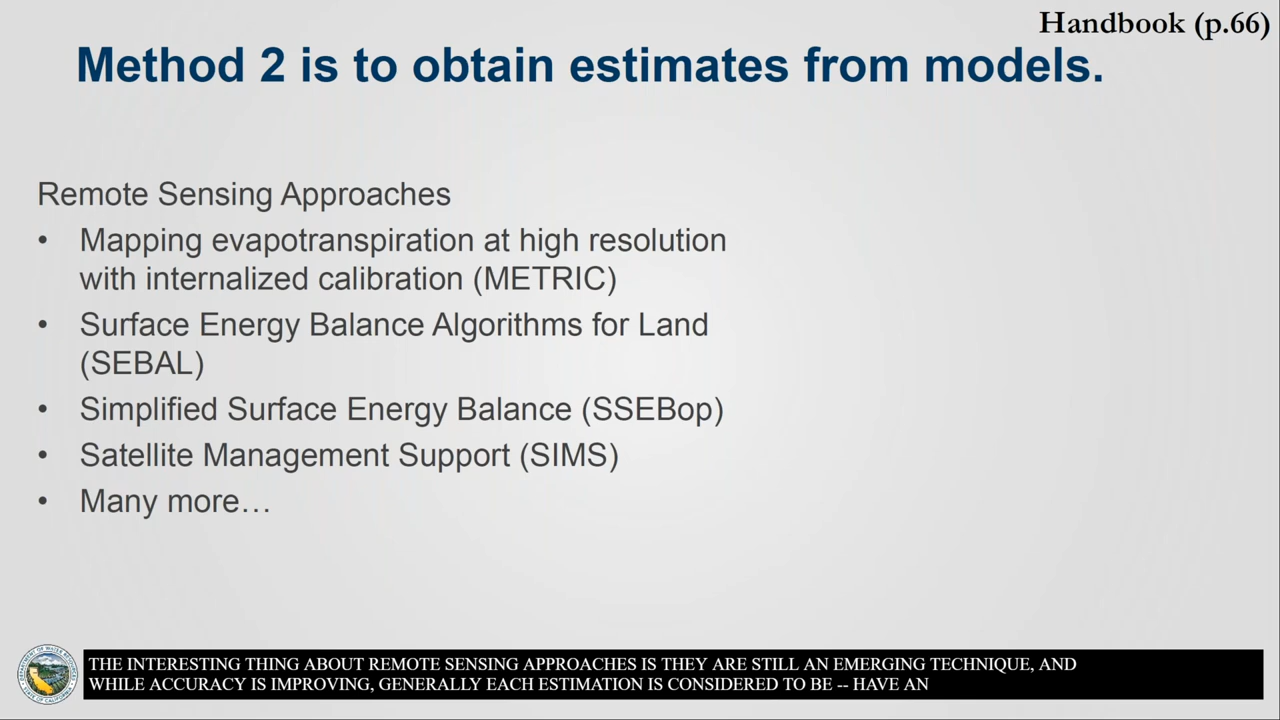 Handbook (p.66)
Method 2 is to obtain estimates from models.
Remote Sensing Approaches
• Mapping evapotranspiration at high resolution
with internalized calibration (METRIC)
• Surface Energy Balance Algorithms for Land
(SEBAL)
• Simplified Surface Energy Balance (SSEBop)
• Satellite Management Support (SIMS)
• Many more…
THE INTERESTING THING ABOUT REMOTE SENSING APPROACHES IS THEY ARE STILL AN EMERGING TECHNIQUE, AND
WHILE ACCURACY IS IMPROVING, GENERALLY EACH ESTIMATION IS CONSIDERED TO BE -- HAVE AN